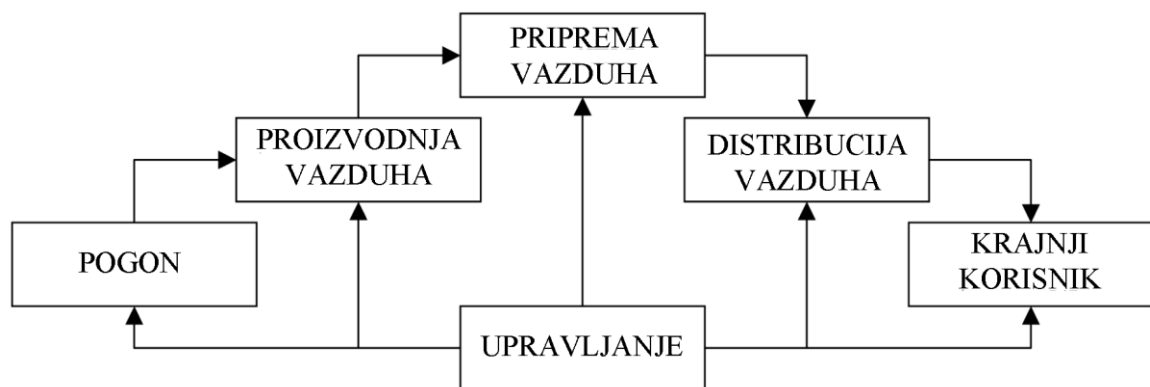 PRIPREMA
VAZDUHA
PROIZVODNJA
VAZDUHA
DISTRIBUCIJA
VAZDUHA
POGON
KRAJNJI
KORISNIK
UPRAVLJANJE